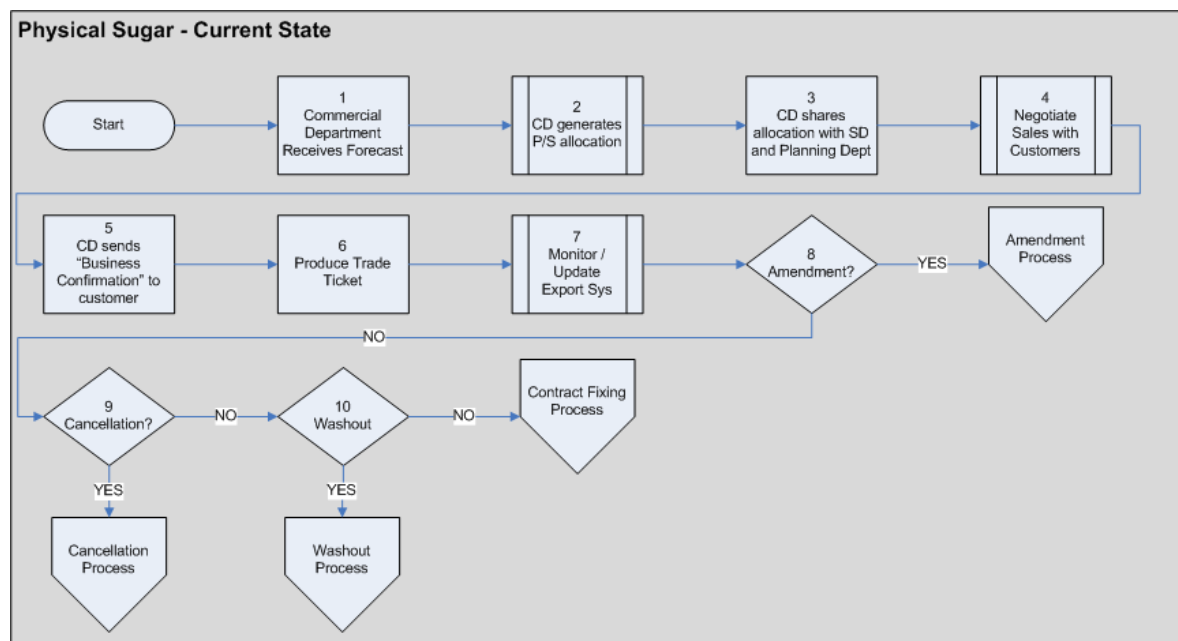 Physical Sugar - Current State
Start
1
Commercial
Department
Receives Forecast
2
CD generates
P/S allocation
3
CD shares
allocation with SD
and Planning Dept
4
Negotiate
Sales with
Customers
5
CD sends
“Business
Confirmation” to
customer
6
Produce Trade
Ticket
7
Monitor /
Update
Export Sys
8
Amendment?
YES
Amendment
Process
NO
9
Cancellation?
NO
10
Washout
NO
Contract Fixing
Process
YES
YES
Cancellation
Process
Washout
Process